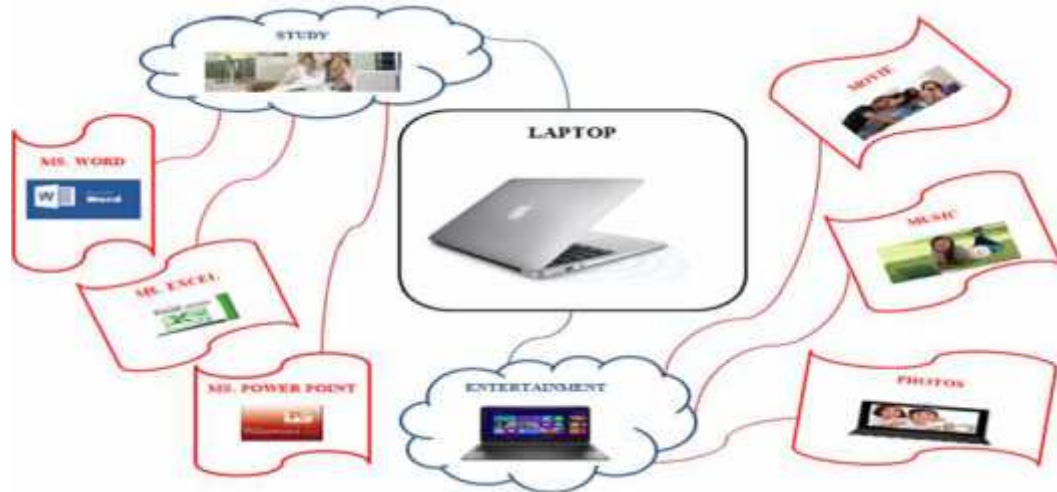 STUDY
LAPTOP
MOVIE
MS. WORD
W
Word
MUSIC
MS. EXCEL
MS. POWER POINT
ENTERTAINMENT
PHOTOS